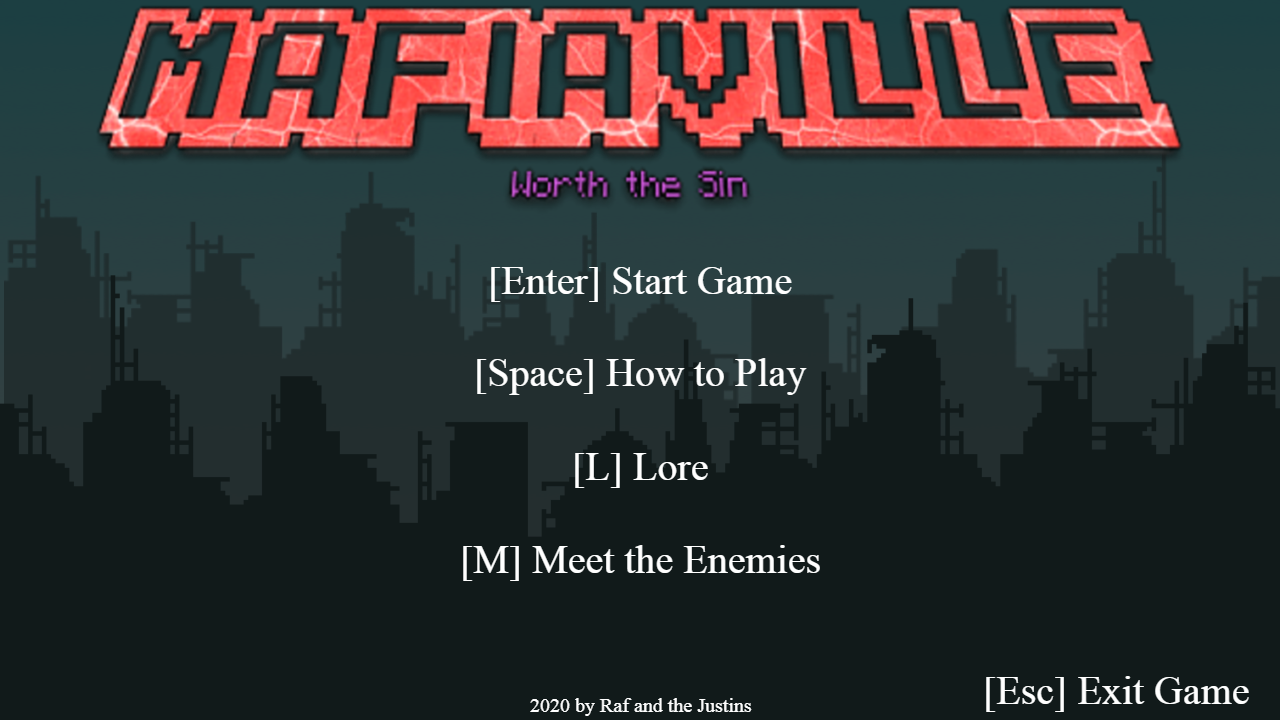 MAFIAVILLE
Worth the Sin
[Enter] Start Game
[Space] How to Play
[L] Lore
[M] Meet the Enemies
[Esc] Exit Game
2020 by Raf and the Justins